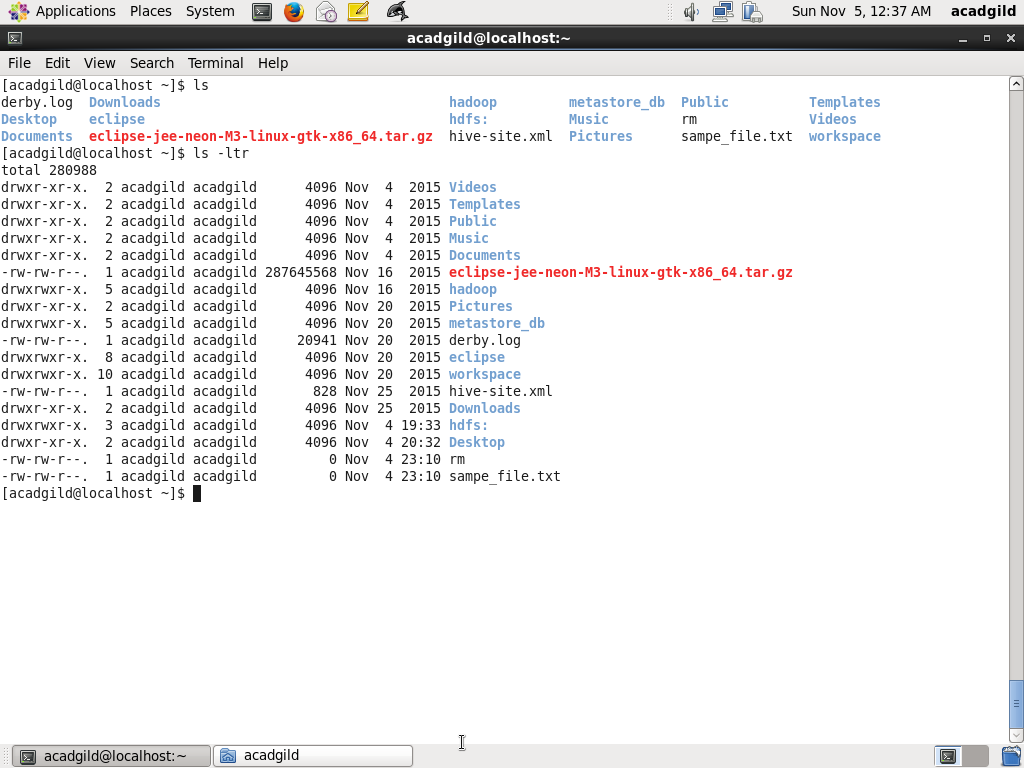 Applications Places System Sun Nov 5, 12:37 AM acadgild
acadgild@localhost:~
File Edit View Search Terminal Help
[acadgild@localhost ~]$ ls
derby.log Downloads hadoop metastore_db Public Templates
Desktop eclipse hdfs: Music rm Videos
Documents eclipse-jee-neon-M3-linux-gtk-x86_64.tar.gz hive-site.xml Pictures sampe_file.txt workspace
[acadgild@localhost ~]$ ls -ltr
total 280988
drwxr-xr-x. 2 acadgild acadgild 4096 Nov 4 2015 Videos
drwxr-xr-x. 2 acadgild acadgild 4096 Nov 4 2015 Templates
drwxr-xr-x. 2 acadgild acadgild 4096 Nov 4 2015 Public
drwxr-xr-x. 2 acadgild acadgild 4096 Nov 4 2015 Music
drwxr-xr-x. 2 acadgild acadgild 4096 Nov 4 2015 Documents
-rw-rw-r--. 1 acadgild acadgild 287645568 Nov 16 2015 eclipse-jee-neon-M3-linux-gtk-x86_64.tar.gz
drwxrwxr-x. 5 acadgild acadgild 4096 Nov 16 2015 hadoop
drwxr-xr-x. 2 acadgild acadgild 4096 Nov 20 2015 Pictures
drwxrwxr-x. 5 acadgild acadgild 4096 Nov 20 2015 metastore_db
-rw-rw-r--. 1 acadgild acadgild 20941 Nov 20 2015 derby.log
drwxrwxr-x. 8 acadgild acadgild 4096 Nov 20 2015 eclipse
drwxrwxr-x. 10 acadgild acadgild 4096 Nov 20 2015 workspace
-rw-rw-r--. 1 acadgild acadgild 828 Nov 25 2015 hive-site.xml
drwxr-xr-x. 2 acadgild acadgild 4096 Nov 25 2015 Downloads
drwxrwxr-x. 3 acadgild acadgild 4096 Nov 4 19:33 hdfs:
drwxr-xr-x. 2 acadgild acadgild 4096 Nov 4 20:32 Desktop
-rw-rw-r--. 1 acadgild acadgild 0 Nov 4 23:10 rm
-rw-rw-r--. 1 acadgild acadgild 0 Nov 4 23:10 sampe_file.txt
[acadgild@localhost ~]$
acadgild@localhost:~ acadgild